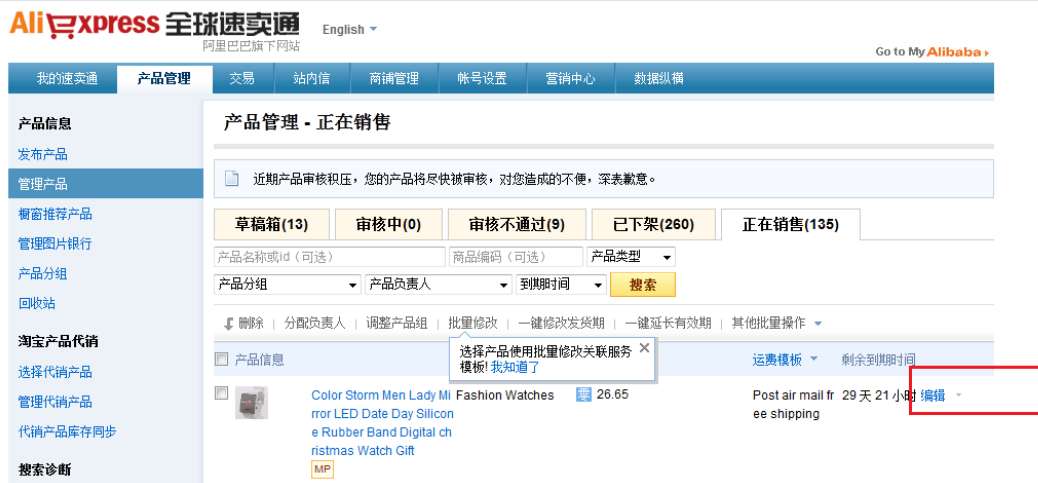 AliExpress 全球速卖通
阿里巴巴旗下网站
English
Go to My Alibaba
我的速卖通 产品管理 交易 站内信 商铺管理 帐号设置 营销中心 数据纵横
产品信息
发布产品
管理产品
橱窗推荐产品
管理图片银行
产品分组
回收站
淘宝产品代销
选择代销产品
管理代销产品
代销产品库存同步
搜索诊断
产品管理 - 正在销售
近期产品审核积压，您的产品将尽快被审核，对您造成的不便，深表歉意。
草稿箱(13) 审核中(0) 审核不通过(9) 已下架(260) 正在销售(135)
产品名称或id（可选） 商品编码（可选） 产品类型
产品分组 产品负责人 到期时间 搜索
删除 | 分配负责人 | 调整产品组 | 批量修改 | 一键修改发货期 | 一键延长有效期 | 其他批量操作
选择产品使用批量修改关联服务
模板! 我知道了
产品信息 运费模板 剩余到期时间
Color Storm Men Lady Mi
rror LED Date Day Silicon
e Rubber Band Digital ch
ristmas Watch Gift
MP
Fashion Watches
零 26.65
Post air mail fr
ee shipping
29 天 21 小时
编辑